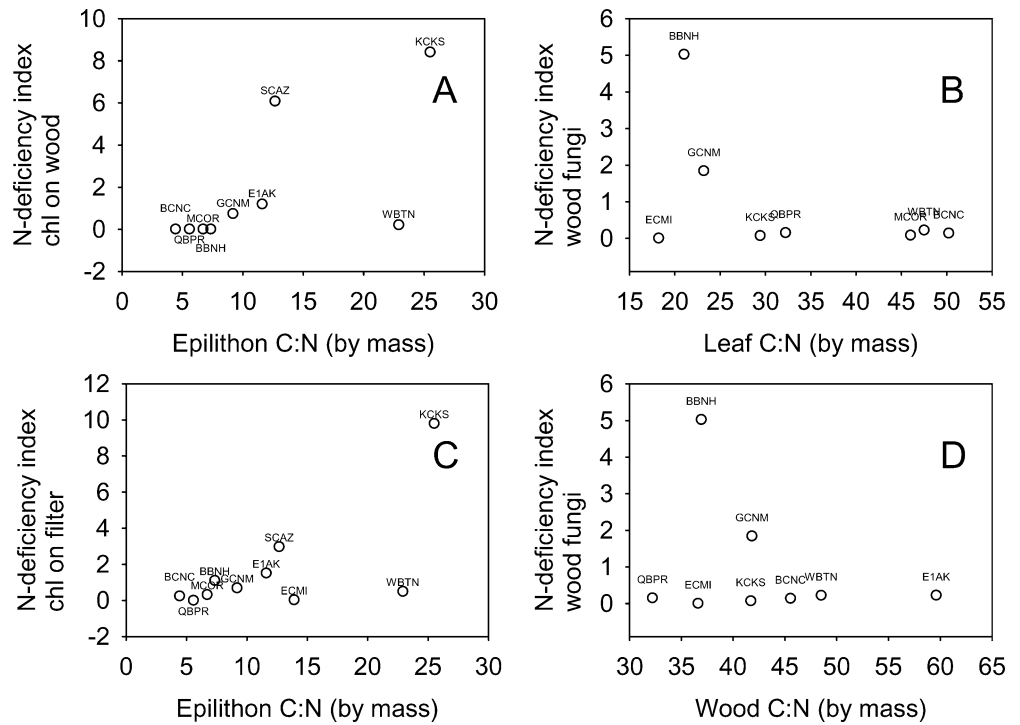 10
8
6
4
2
0
-2
N-deficiency index
chl on wood
KCKS
A
SCAZ
E1AK
GCNM
BCNC
MCOR
WBTN
QBPR
BBNH
0 5 10 15 20 25 30
Epilithon C:N (by mass)
6
5
4
3
2
1
0
N-deficiency index
wood fungi
BBNH
B
GCNM
ECMI
KCKS
QBPR
MCOR
WBTN
BCNC
15 20 25 30 35 40 45 50 55
Leaf C:N (by mass)
12
10
8
6
4
2
0
-2
N-deficiency index
chl on filter
KCKS
C
SCAZ
E1AK
BBNH
BCNC
GCNM
MCOR
ECMI
WBTN
QBPR
0 5 10 15 20 25 30
Epilithon C:N (by mass)
6
5
4
3
2
1
0
N-deficiency index
wood fungi
BBNH
D
GCNM
QBPR
ECMI
KCKS
BCNC
WBTN
E1AK
30 35 40 45 50 55 60 65
Wood C:N (by mass)